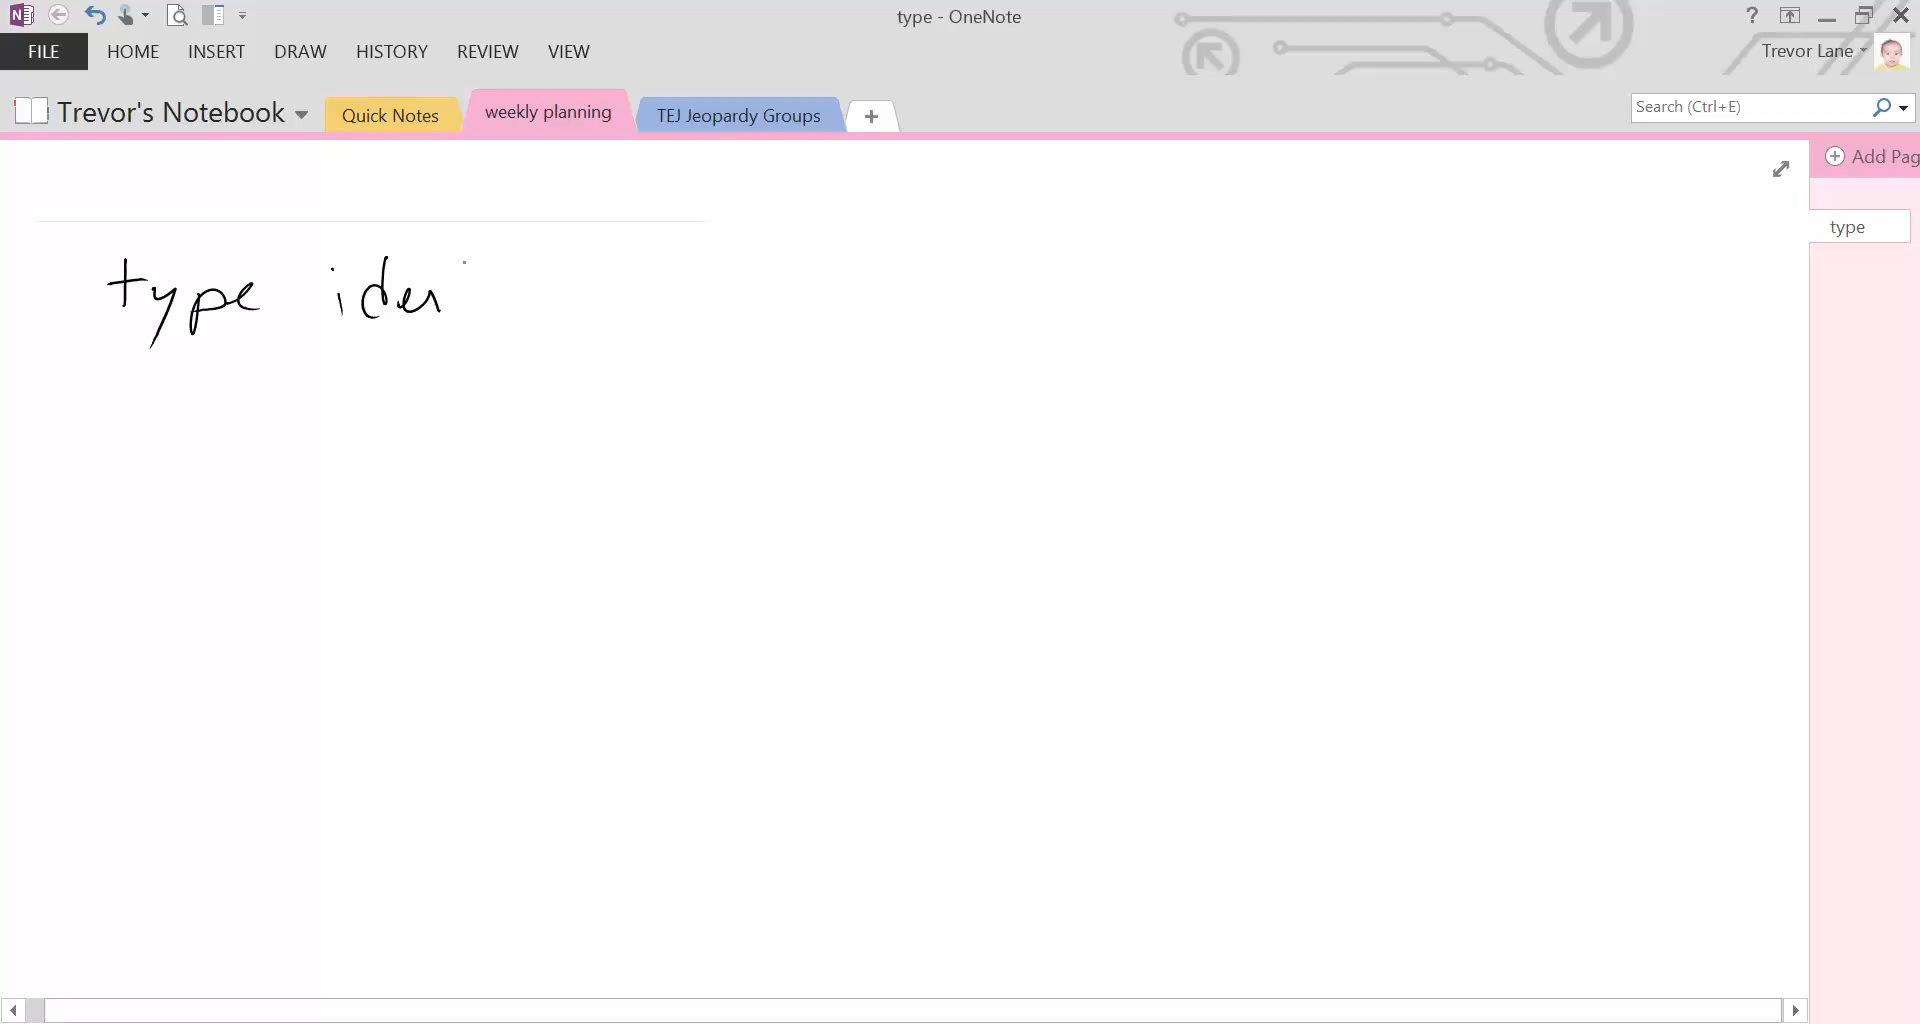 type - OneNote
?
FILE HOME INSERT DRAW HISTORY REVIEW VIEW
Trevor Lane
Trevor's Notebook
Quick Notes
weekly planning
TEJ Jeopardy Groups
+
Search (Ctrl+E)
Add Pag
type
type iden